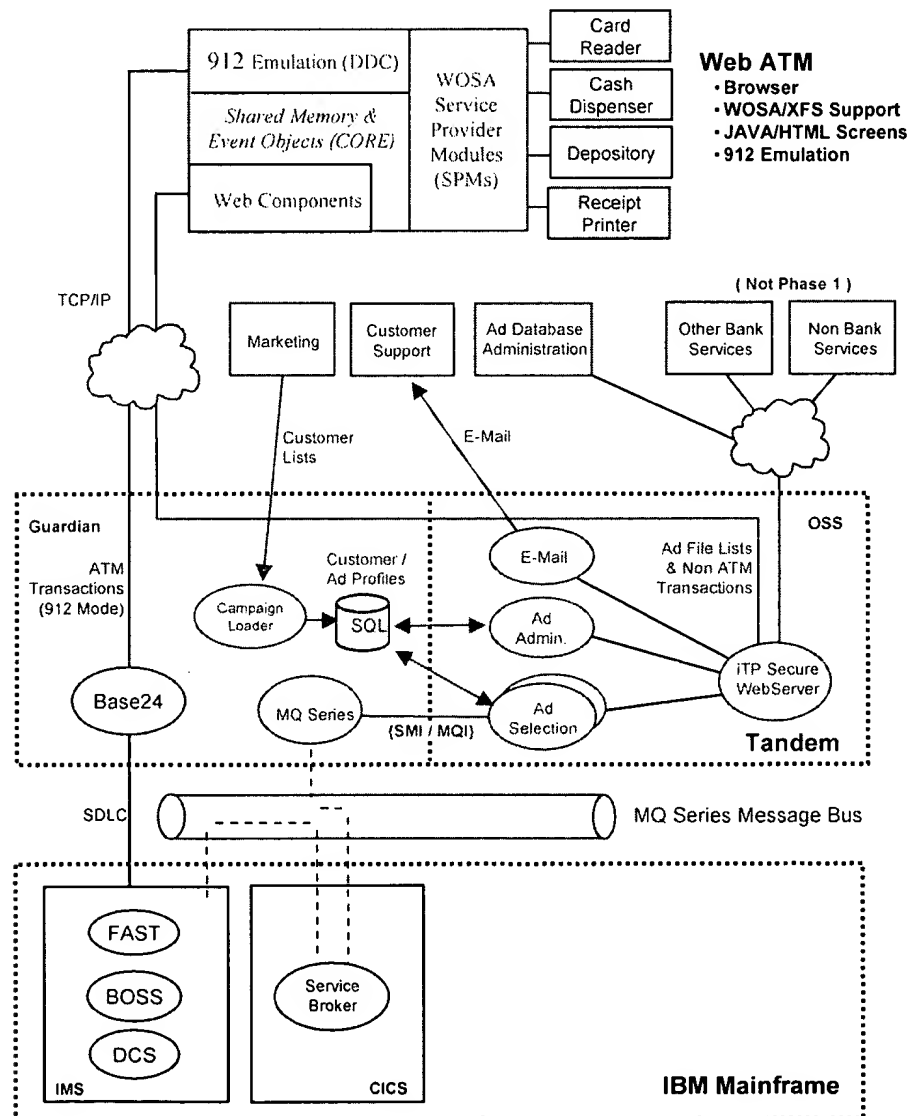 Card
Reader
912 Emulation (DDC)
WOSA
Service
Provider
Modules
(SPMs)
Cash
Dispenser
Shared Memory &
Event Objects (CORE)
Depository
Web Components
Receipt
Printer
Web ATM
• Browser
• WOSA/XFS Support
• JAVA/HTML Screens
• 912 Emulation
TCP/IP
( Not Phase 1 )
Marketing
Customer
Support
Ad Database
Administration
Other Bank
Services
Non Bank
Services
Customer
Lists
E-Mail
Guardian
OSS
ATM
Transactions
(912 Mode)
Customer /
Ad Profiles
E-Mail
Ad File Lists
& Non ATM
Transactions
Campaign
Loader
SQL
Ad
Admin.
iTP Secure
WebServer
Base24
MQ Series
{SMI / MQI}
Ad
Selection
Tandem
SDLC
MQ Series Message Bus
FAST
BOSS
DCS
IMS
Service
Broker
CICS
IBM Mainframe